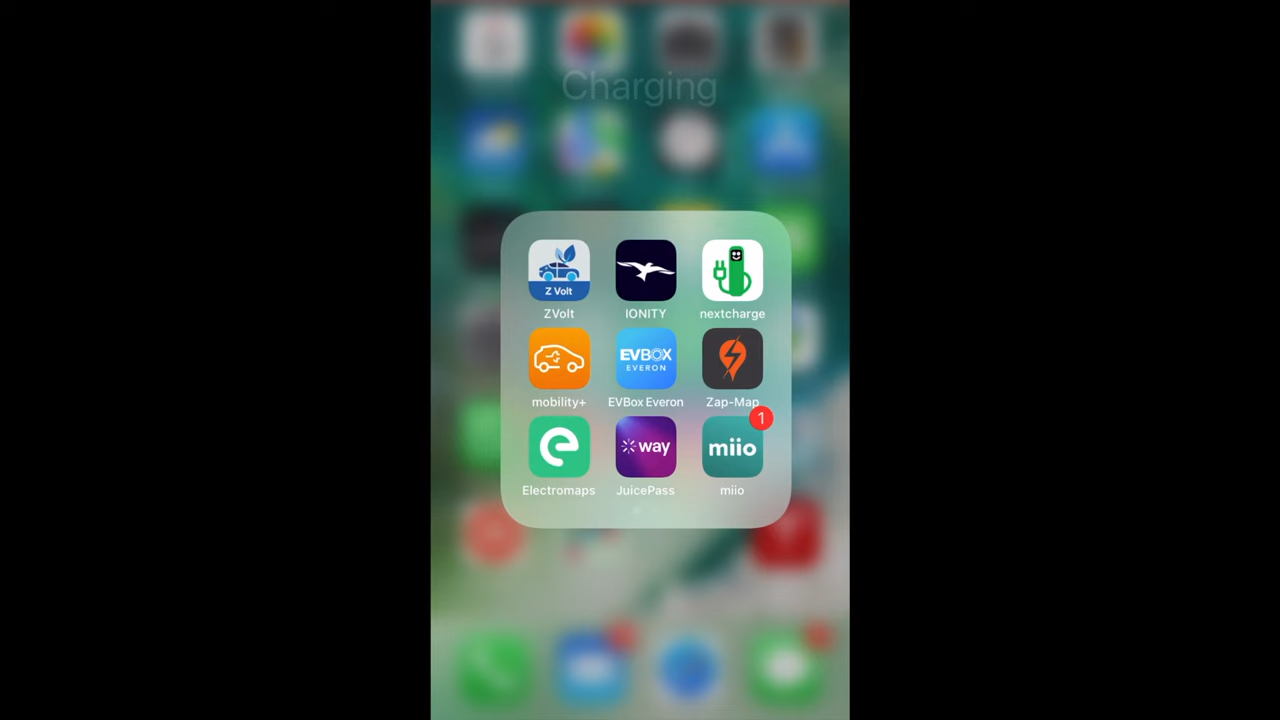 Charging
Z Volt
ZVolt
IONITY
nextcharge
EVBOX
EVERON
mobility+
EVBox Everon
Zap-Map
1
way
miio
Electromaps
JuicePass
miio